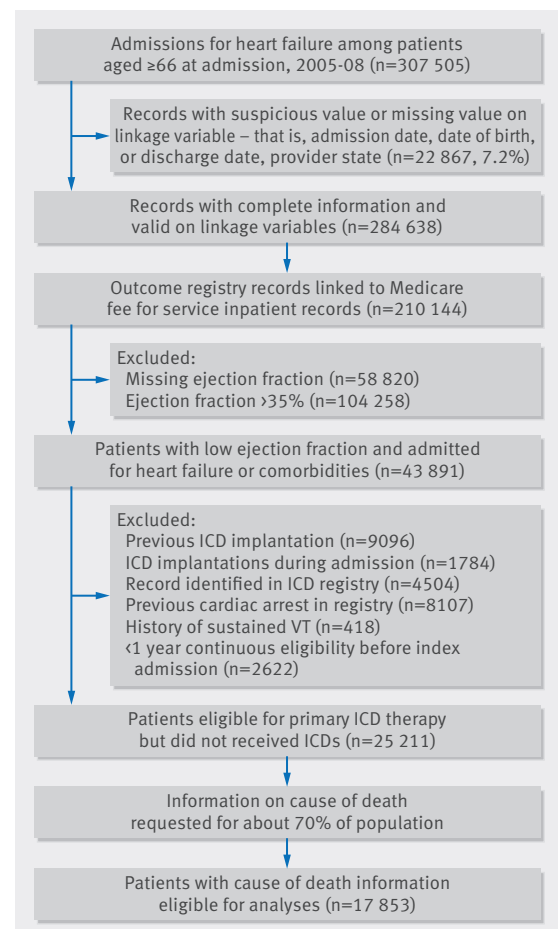 Admissions for heart failure among patients
aged ≥66 at admission, 2005-08 (n=307 505)
Records with suspicious value or missing value on
linkage variable – that is, admission date, date of birth,
or discharge date, provider state (n=22 867, 7.2%)
Records with complete information and
valid on linkage variables (n=284 638)
Outcome registry records linked to Medicare
fee for service inpatient records (n=210 144)
Excluded:
Missing ejection fraction (n=58 820)
Ejection fraction >35% (n=104 258)
Patients with low ejection fraction and admitted
for heart failure or comorbidities (n=43 891)
Excluded:
Previous ICD implantation (n=9096)
ICD implantations during admission (n=1784)
Record identified in ICD registry (n=4504)
Previous cardiac arrest in registry (n=8107)
History of sustained VT (n=418)
<1 year continuous eligibility before index
admission (n=2622)
Patients eligible for primary ICD therapy
but did not received ICDs (n=25 211)
Information on cause of death
requested for about 70% of population
Patients with cause of death information
eligible for analyses (n=17 853)